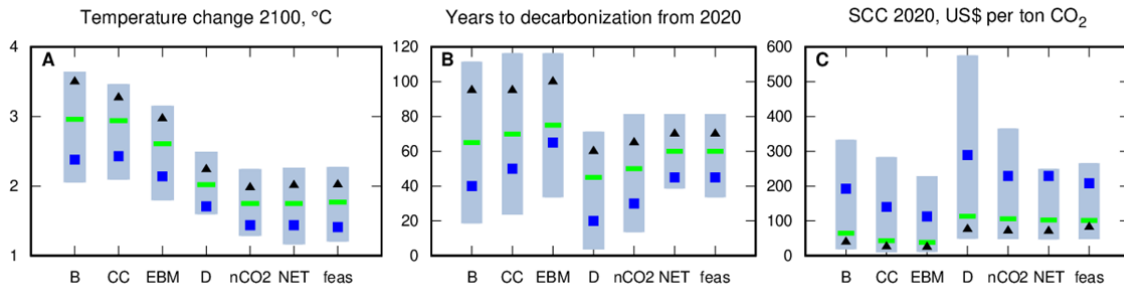 Temperature change 2100, °C
4
3
2
1
A
B CC EBM D nCO2 NET feas
Years to decarbonization from 2020
120
100
80
60
40
20
0
B
B CC EBM D nCO2 NET feas
SCC 2020, US$ per ton CO₂
600
500
400
300
200
100
0
C
B CC EBM D nCO2 NET feas